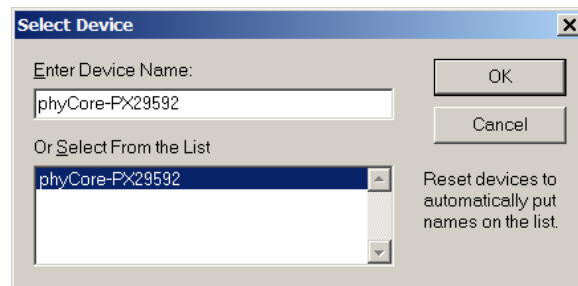 Select Device
Enter Device Name:
OK
phyCore-PX29592
Cancel
Or Select From the List
phyCore-PX29592
Reset devices to
automatically put
names on the list.